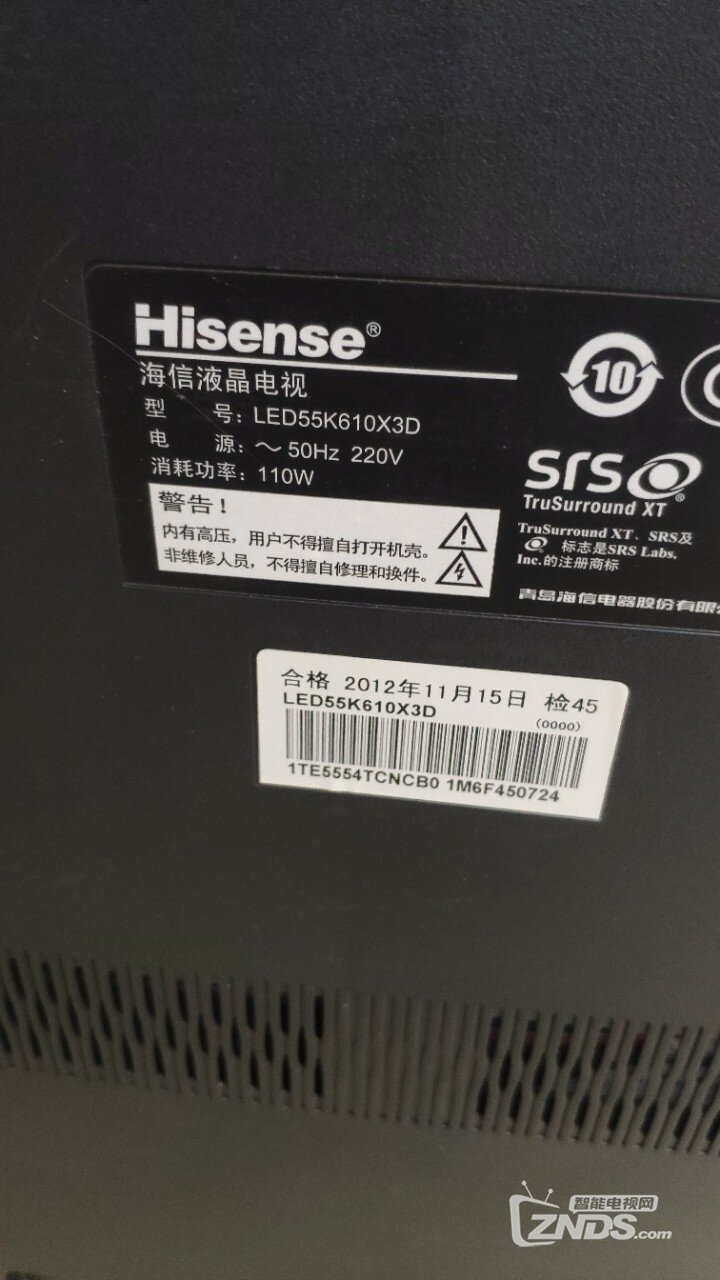 Hisense®
海信液晶电视
型 号: LED55K610X3D
电 源: ～ 50Hz 220V
消耗功率: 110W
警告!
内有高压，用户不得擅自打开机壳。
非维修人员，不得擅自修理和换件。
10
SRS®
TruSurround XT
TruSurround XT、SRS及
标志是SRS Labs,
Inc.的注册商标
青岛海信电器股份有限
合格 2012年11月15日 检45
LED55K610X3D
(0000)
1TE5554TCNCB0 1M6F450724
智能电视网
ZNDS.com